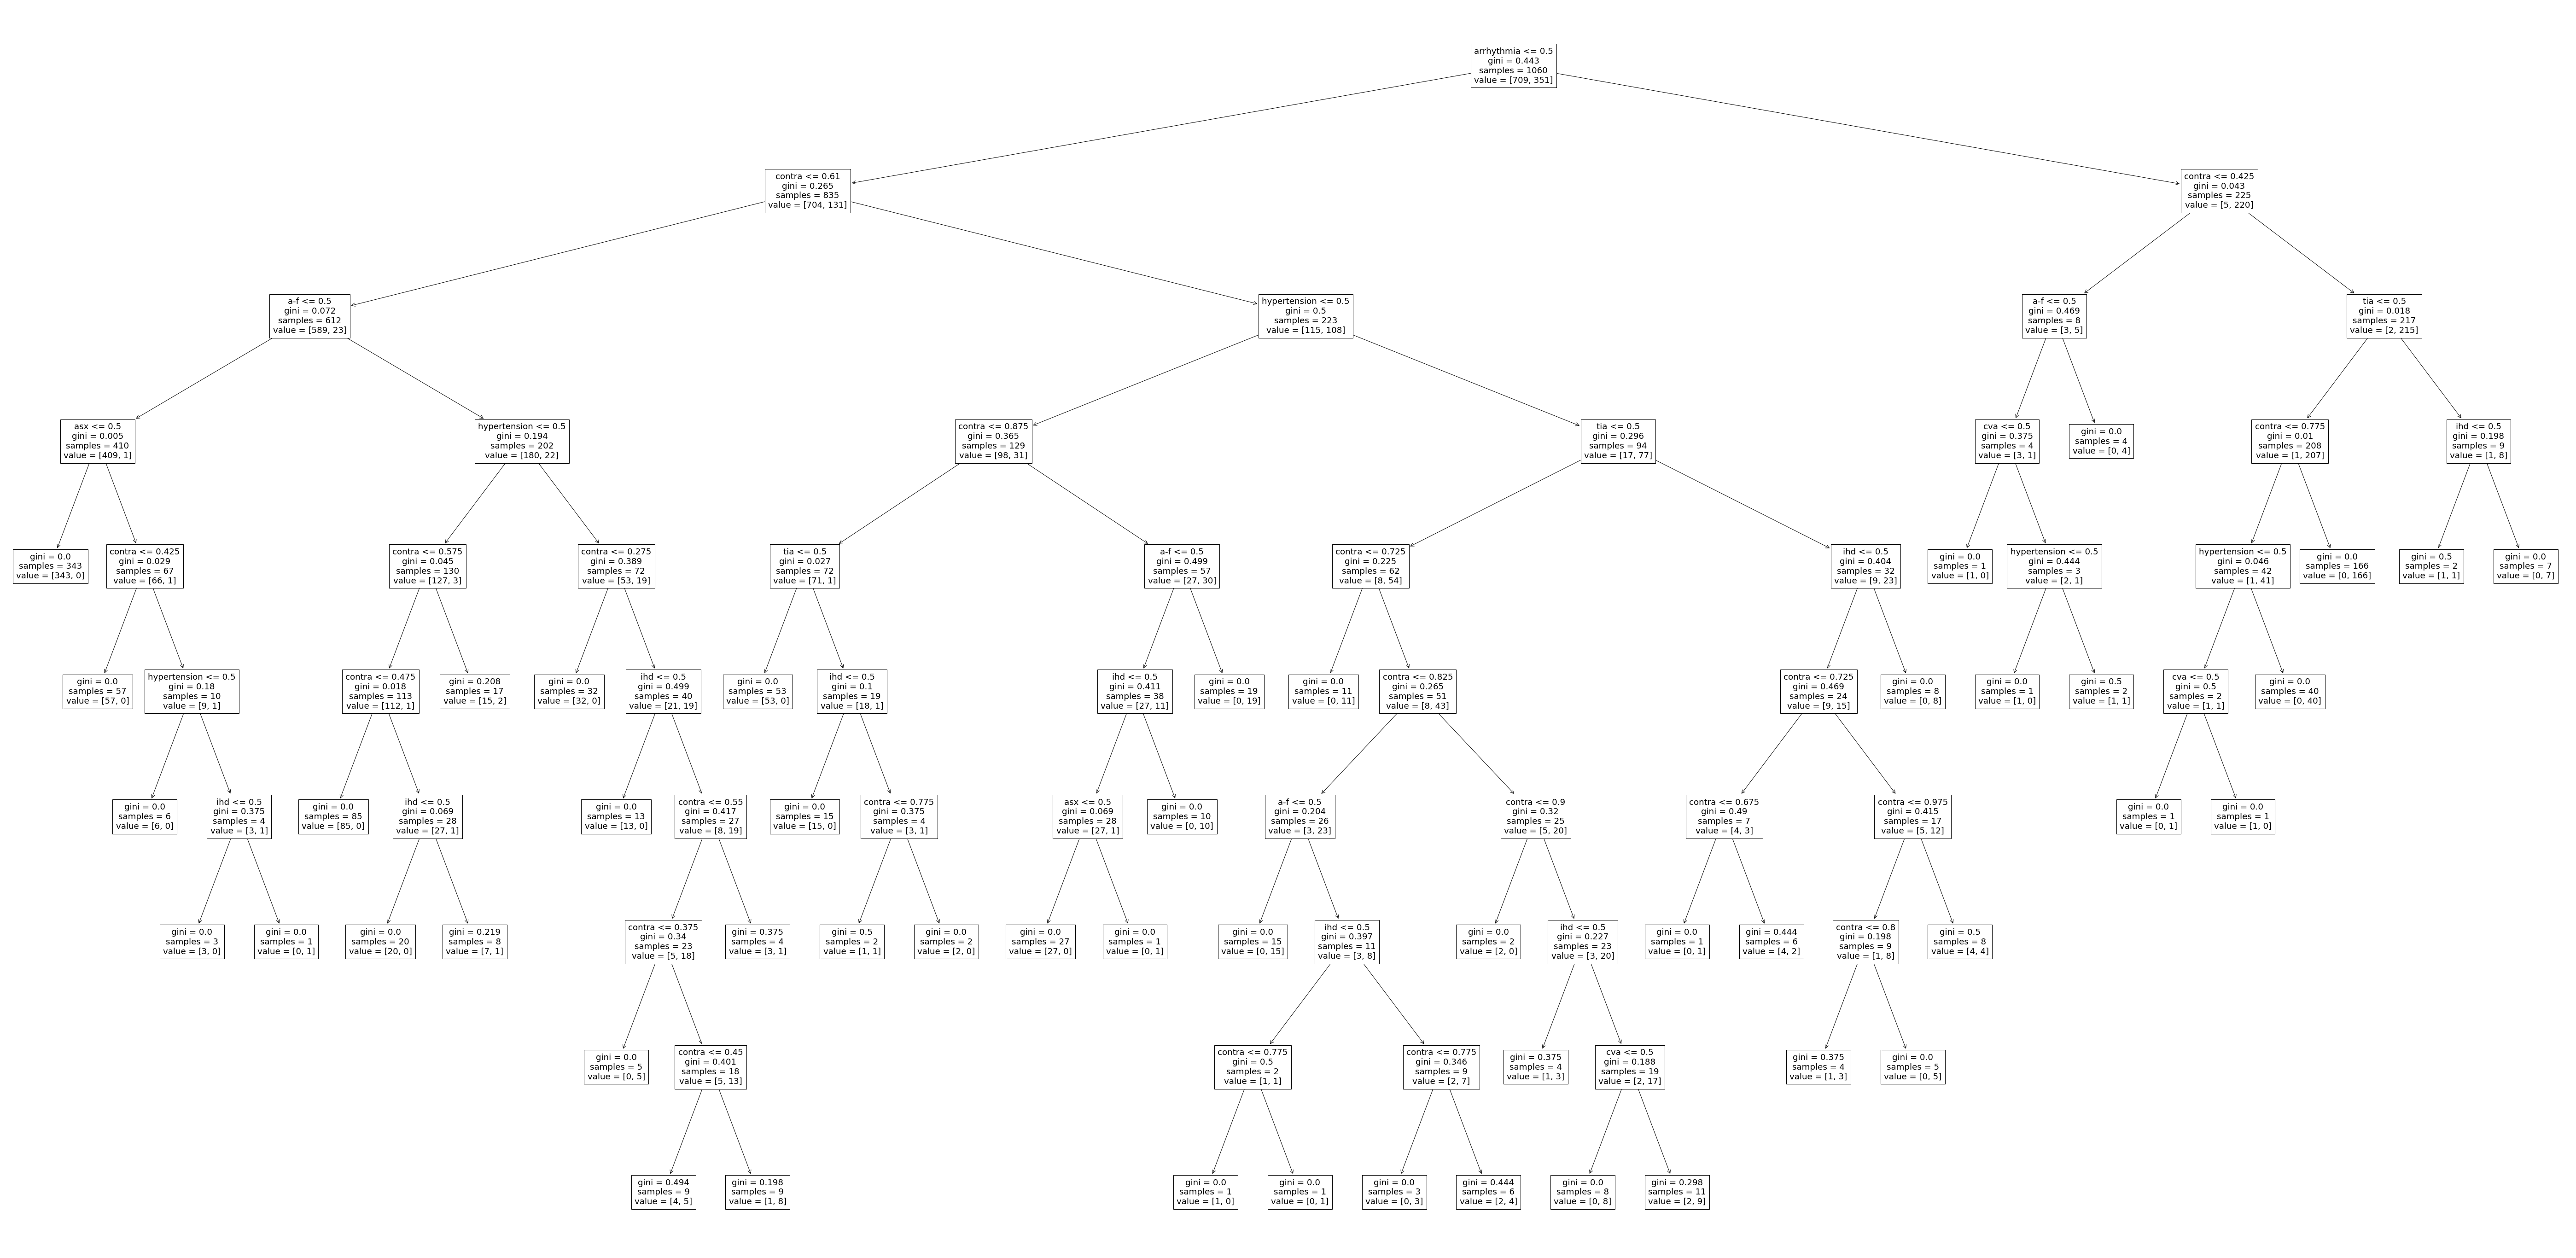 arrhythmia <= 0.5
gini = 0.443
samples = 1060
value = [709, 351]
contra <= 0.61
gini = 0.265
samples = 835
value = [704, 131]
contra <= 0.425
gini = 0.043
samples = 225
value = [5, 220]
a-f <= 0.5
gini = 0.072
samples = 612
value = [589, 23]
hypertension <= 0.5
gini = 0.5
samples = 223
value = [115, 108]
a-f <= 0.5
gini = 0.469
samples = 8
value = [3, 5]
tia <= 0.5
gini = 0.018
samples = 217
value = [2, 215]
asx <= 0.5
gini = 0.005
samples = 410
value = [409, 1]
hypertension <= 0.5
gini = 0.194
samples = 202
value = [180, 22]
contra <= 0.875
gini = 0.365
samples = 129
value = [98, 31]
tia <= 0.5
gini = 0.296
samples = 94
value = [17, 77]
cva <= 0.5
gini = 0.375
samples = 4
value = [3, 1]
gini = 0.0
samples = 4
value = [0, 4]
contra <= 0.775
gini = 0.01
samples = 208
value = [1, 207]
ihd <= 0.5
gini = 0.198
samples = 9
value = [1, 8]
gini = 0.0
samples = 343
value = [343, 0]
contra <= 0.425
gini = 0.029
samples = 67
value = [66, 1]
contra <= 0.575
gini = 0.045
samples = 130
value = [127, 3]
contra <= 0.275
gini = 0.389
samples = 72
value = [53, 19]
tia <= 0.5
gini = 0.027
samples = 72
value = [71, 1]
a-f <= 0.5
gini = 0.499
samples = 57
value = [27, 30]
contra <= 0.725
gini = 0.225
samples = 62
value = [8, 54]
ihd <= 0.5
gini = 0.404
samples = 32
value = [9, 23]
gini = 0.0
samples = 1
value = [1, 0]
hypertension <= 0.5
gini = 0.444
samples = 3
value = [2, 1]
hypertension <= 0.5
gini = 0.046
samples = 42
value = [1, 41]
gini = 0.0
samples = 166
value = [0, 166]
gini = 0.5
samples = 2
value = [1, 1]
gini = 0.0
samples = 7
value = [0, 7]
gini = 0.0
samples = 57
value = [57, 0]
hypertension <= 0.5
gini = 0.18
samples = 10
value = [9, 1]
contra <= 0.475
gini = 0.018
samples = 113
value = [112, 1]
gini = 0.208
samples = 17
value = [15, 2]
gini = 0.0
samples = 32
value = [32, 0]
ihd <= 0.5
gini = 0.499
samples = 40
value = [21, 19]
gini = 0.0
samples = 53
value = [53, 0]
ihd <= 0.5
gini = 0.1
samples = 19
value = [18, 1]
ihd <= 0.5
gini = 0.411
samples = 38
value = [27, 11]
gini = 0.0
samples = 19
value = [0, 19]
gini = 0.0
samples = 11
value = [0, 11]
contra <= 0.825
gini = 0.265
samples = 51
value = [8, 43]
contra <= 0.725
gini = 0.469
samples = 24
value = [9, 15]
gini = 0.0
samples = 8
value = [0, 8]
gini = 0.0
samples = 1
value = [1, 0]
gini = 0.5
samples = 2
value = [1, 1]
cva <= 0.5
gini = 0.5
samples = 2
value = [1, 1]
gini = 0.0
samples = 40
value = [0, 40]
gini = 0.0
samples = 6
value = [6, 0]
ihd <= 0.5
gini = 0.375
samples = 4
value = [3, 1]
gini = 0.0
samples = 85
value = [85, 0]
ihd <= 0.5
gini = 0.069
samples = 28
value = [27, 1]
gini = 0.0
samples = 13
value = [13, 0]
contra <= 0.55
gini = 0.417
samples = 27
value = [8, 19]
gini = 0.0
samples = 15
value = [15, 0]
contra <= 0.775
gini = 0.375
samples = 4
value = [3, 1]
asx <= 0.5
gini = 0.069
samples = 28
value = [27, 1]
gini = 0.0
samples = 10
value = [0, 10]
a-f <= 0.5
gini = 0.204
samples = 26
value = [3, 23]
contra <= 0.9
gini = 0.32
samples = 25
value = [5, 20]
contra <= 0.675
gini = 0.49
samples = 7
value = [4, 3]
contra <= 0.975
gini = 0.415
samples = 17
value = [5, 12]
gini = 0.0
samples = 1
value = [0, 1]
gini = 0.0
samples = 1
value = [1, 0]
gini = 0.0
samples = 3
value = [3, 0]
gini = 0.0
samples = 1
value = [0, 1]
gini = 0.0
samples = 20
value = [20, 0]
gini = 0.219
samples = 8
value = [7, 1]
contra <= 0.375
gini = 0.34
samples = 23
value = [5, 18]
gini = 0.375
samples = 4
value = [3, 1]
gini = 0.5
samples = 2
value = [1, 1]
gini = 0.0
samples = 2
value = [2, 0]
gini = 0.0
samples = 27
value = [27, 0]
gini = 0.0
samples = 1
value = [0, 1]
gini = 0.0
samples = 15
value = [0, 15]
ihd <= 0.5
gini = 0.397
samples = 11
value = [3, 8]
gini = 0.0
samples = 2
value = [2, 0]
ihd <= 0.5
gini = 0.227
samples = 23
value = [3, 20]
gini = 0.0
samples = 1
value = [0, 1]
gini = 0.444
samples = 6
value = [4, 2]
contra <= 0.8
gini = 0.198
samples = 9
value = [1, 8]
gini = 0.5
samples = 8
value = [4, 4]
gini = 0.0
samples = 5
value = [0, 5]
contra <= 0.45
gini = 0.401
samples = 18
value = [5, 13]
contra <= 0.775
gini = 0.5
samples = 2
value = [1, 1]
contra <= 0.775
gini = 0.346
samples = 9
value = [2, 7]
gini = 0.375
samples = 4
value = [1, 3]
cva <= 0.5
gini = 0.188
samples = 19
value = [2, 17]
gini = 0.375
samples = 4
value = [1, 3]
gini = 0.0
samples = 5
value = [0, 5]
gini = 0.494
samples = 9
value = [4, 5]
gini = 0.198
samples = 9
value = [1, 8]
gini = 0.0
samples = 1
value = [1, 0]
gini = 0.0
samples = 1
value = [0, 1]
gini = 0.0
samples = 3
value = [0, 3]
gini = 0.444
samples = 6
value = [2, 4]
gini = 0.0
samples = 8
value = [0, 8]
gini = 0.298
samples = 11
value = [2, 9]